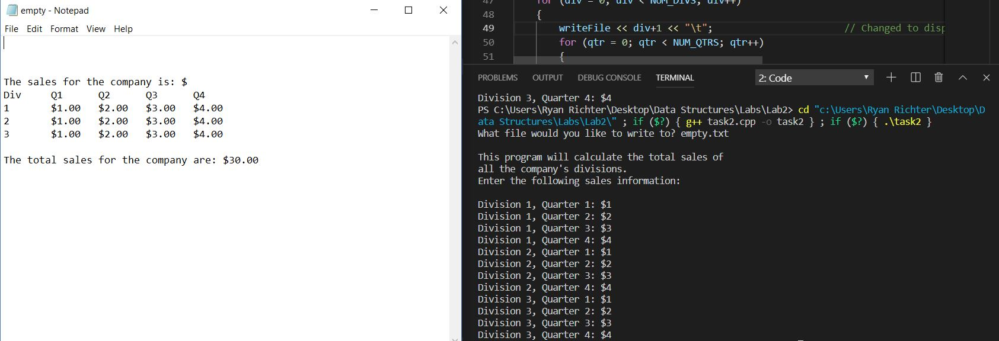 empty - Notepad
File Edit Format View Help
The sales for the company is: $
Div Q1 Q2 Q3 Q4
1 $1.00 $2.00 $3.00 $4.00
2 $1.00 $2.00 $3.00 $4.00
3 $1.00 $2.00 $3.00 $4.00
The total sales for the company are: $30.00
47 for (div = 0; div < NUM_DIVS; div++)
48 {
49 writeFile << div+1 << "\t"; // Changed to disp
50 for (qtr = 0; qtr < NUM_QTRS; qtr++)
51 {
PROBLEMS OUTPUT DEBUG CONSOLE TERMINAL 2: Code
Division 3, Quarter 4: $4
PS C:\Users\Ryan Richter\Desktop\Data Structures\Labs\Lab2> cd "c:\Users\Ryan Richter\Desktop\D
ata Structures\Labs\Lab2\" ; if ($?) { g++ task2.cpp -o task2 } ; if ($?) { .\task2 }
What file would you like to write to? empty.txt
This program will calculate the total sales of
all the company's divisions.
Enter the following sales information:
Division 1, Quarter 1: $1
Division 1, Quarter 2: $2
Division 1, Quarter 3: $3
Division 1, Quarter 4: $4
Division 2, Quarter 1: $1
Division 2, Quarter 2: $2
Division 2, Quarter 3: $3
Division 2, Quarter 4: $4
Division 3, Quarter 1: $1
Division 3, Quarter 2: $2
Division 3, Quarter 3: $3
Division 3, Quarter 4: $4